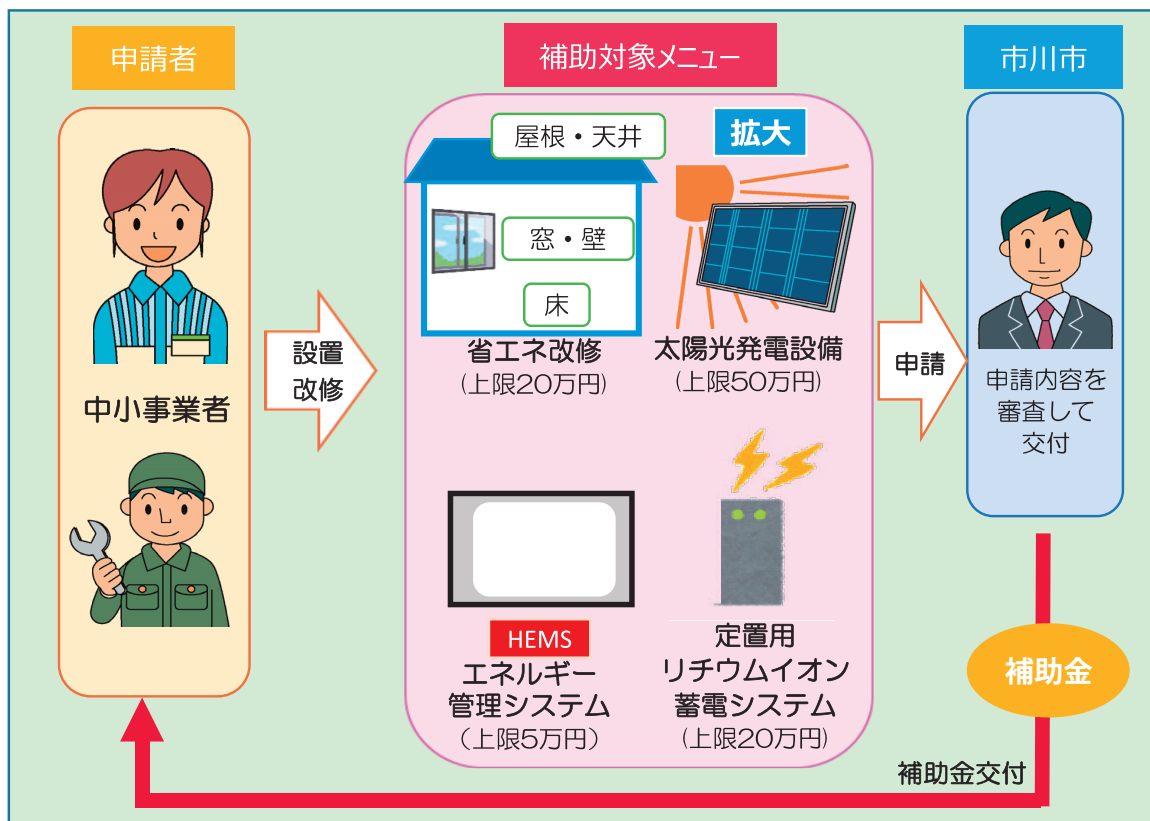 申請者
中小事業者
設置
改修
補助対象メニュー
屋根・天井
窓・壁
床
省エネ改修
(上限20万円)
拡大
太陽光発電設備
(上限50万円)
HEMS
エネルギー
管理システム
（上限5万円）
定置用
リチウムイオン
蓄電システム
(上限20万円)
申請
市川市
申請内容を
審査して
交付
補助金
補助金交付